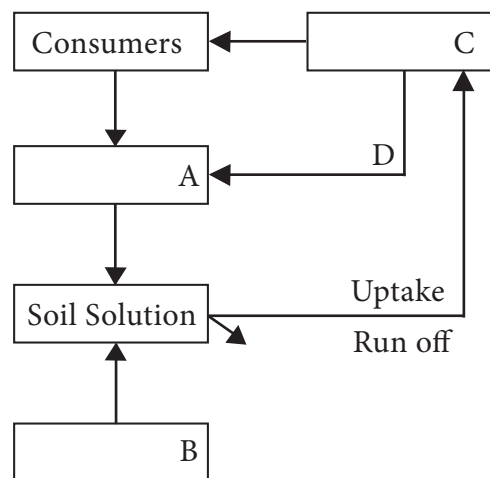 Consumers
C
A
D
Soil Solution
Uptake
Run off
B